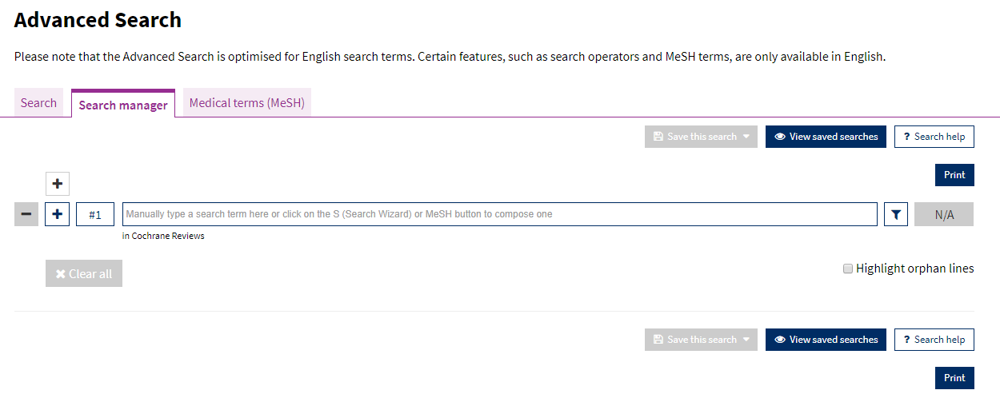 Advanced Search
Please note that the Advanced Search is optimised for English search terms. Certain features, such as search operators and MeSH terms, are only available in English.
Search
Search manager
Medical terms (MeSH)
Save this search
View saved searches
? Search help
Print
#1
Manually type a search term here or click on the S (Search Wizard) or MeSH button to compose one
N/A
in Cochrane Reviews
Clear all
Highlight orphan lines
Save this search
View saved searches
? Search help
Print